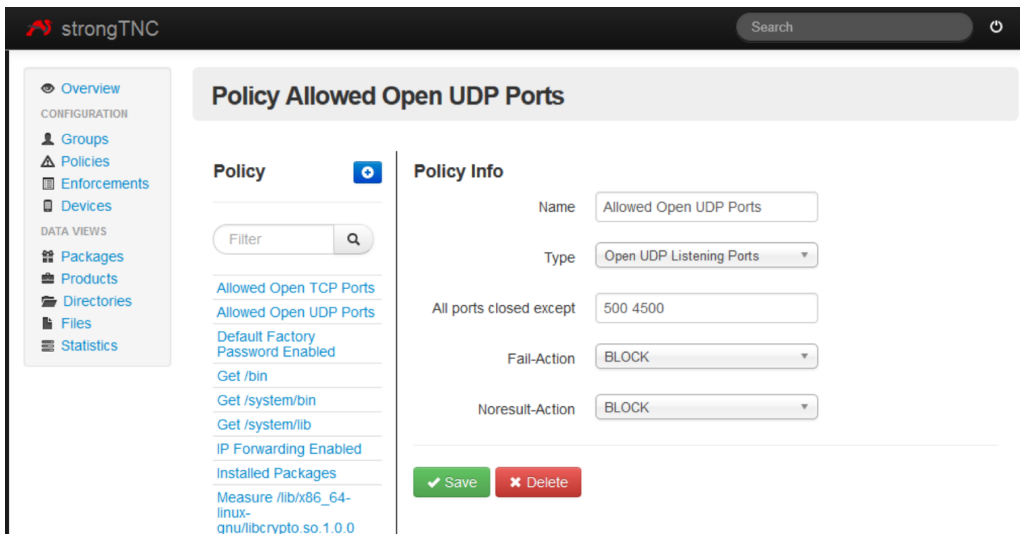 strongTNC
Search
Overview
CONFIGURATION
Groups
Policies
Enforcements
Devices
DATA VIEWS
Packages
Products
Directories
Files
Statistics
Policy Allowed Open UDP Ports
Policy
Filter
Allowed Open TCP Ports
Allowed Open UDP Ports
Default Factory
Password Enabled
Get /bin
Get /system/bin
Get /system/lib
IP Forwarding Enabled
Installed Packages
Measure /lib/x86_64-
linux-
gnu/libcrypto.so.1.0.0
Policy Info
Name
Allowed Open UDP Ports
Type
Open UDP Listening Ports
All ports closed except
500 4500
Fail-Action
BLOCK
Noresult-Action
BLOCK
Save
Delete